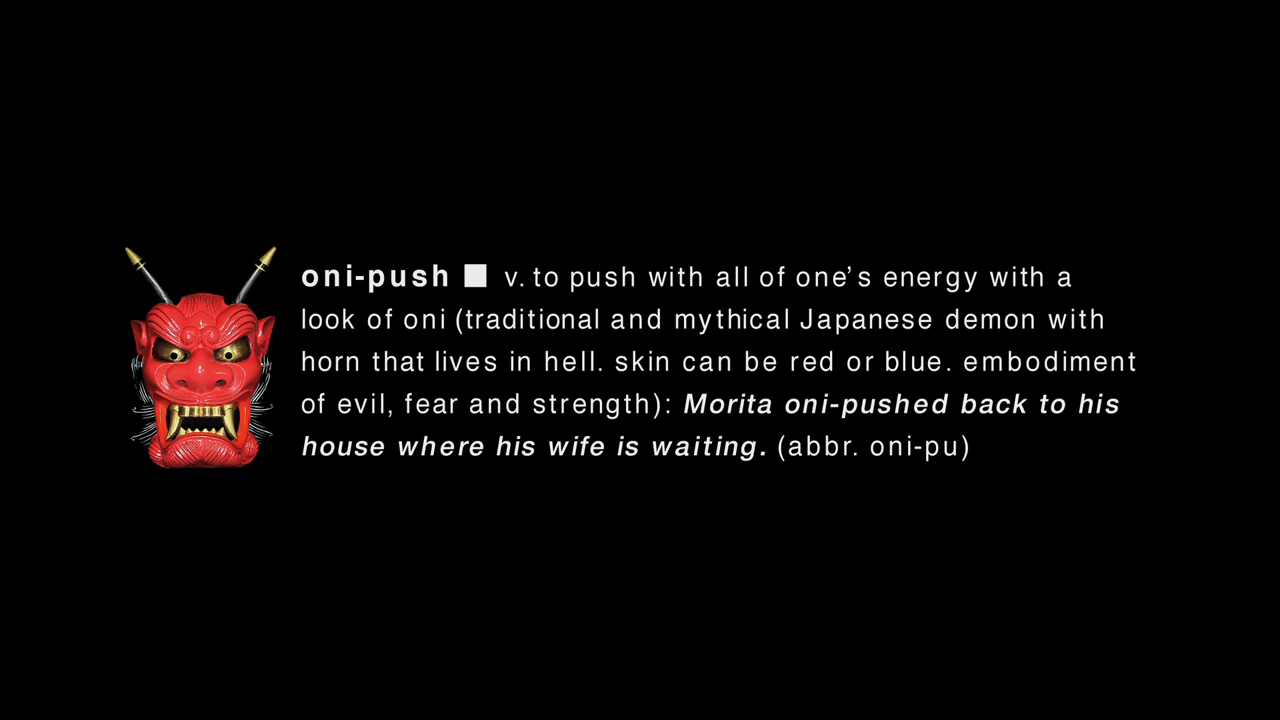 oni-push ■ v. to push with all of one’s energy with a
look of oni (traditional and mythical Japanese demon with
horn that lives in hell. skin can be red or blue. embodiment
of evil, fear and strength): Morita oni-pushed back to his
house where his wife is waiting. (abbr. oni-pu)